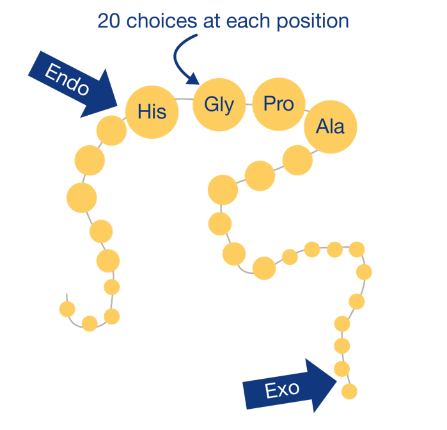 20 choices at each position
Endo
His
Gly
Pro
Ala
Exo